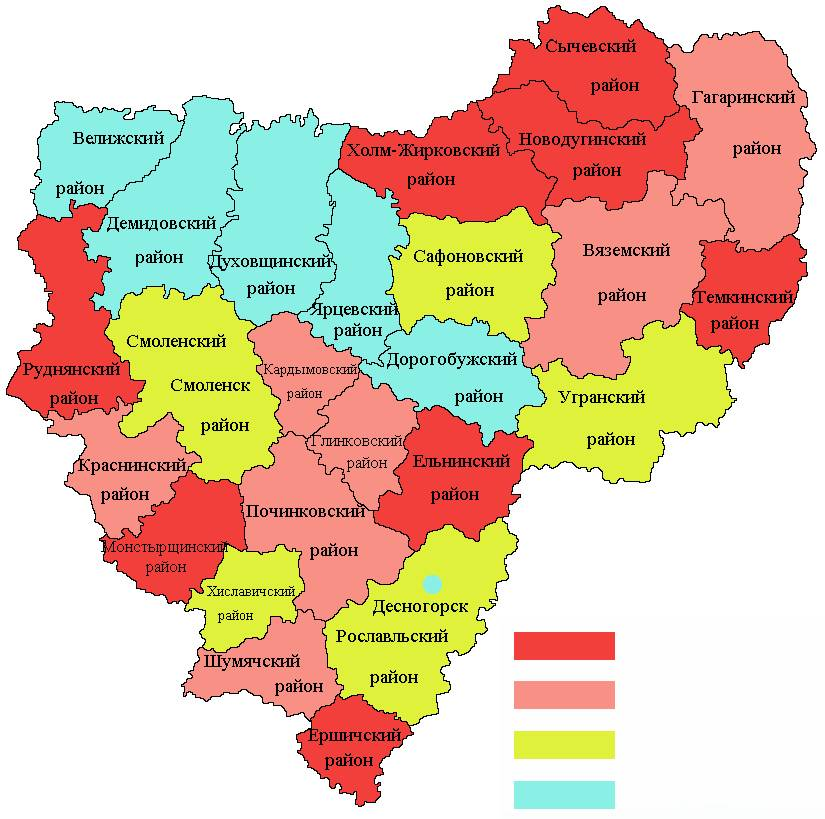 Сычевский
район
Гагаринский
район
Велижский
район
Холм-Жирковский
район
Новодугинский
район
Демидовский
район
Духовщинский
район
Сафоновский
район
Вяземский
район
Темкинский
район
Ярцевский
район
Смоленский
Смоленск
район
Руднянский
район
Кардымовский
район
Дорогобужский
район
Угранский
район
Глинковский
район
Краснинский
район
Ельнинский
район
Починковский
район
Монстырщинский
район
Хиславичский
район
Десногорск
Рославльский
район
Шумячский
район
Ершичский
район